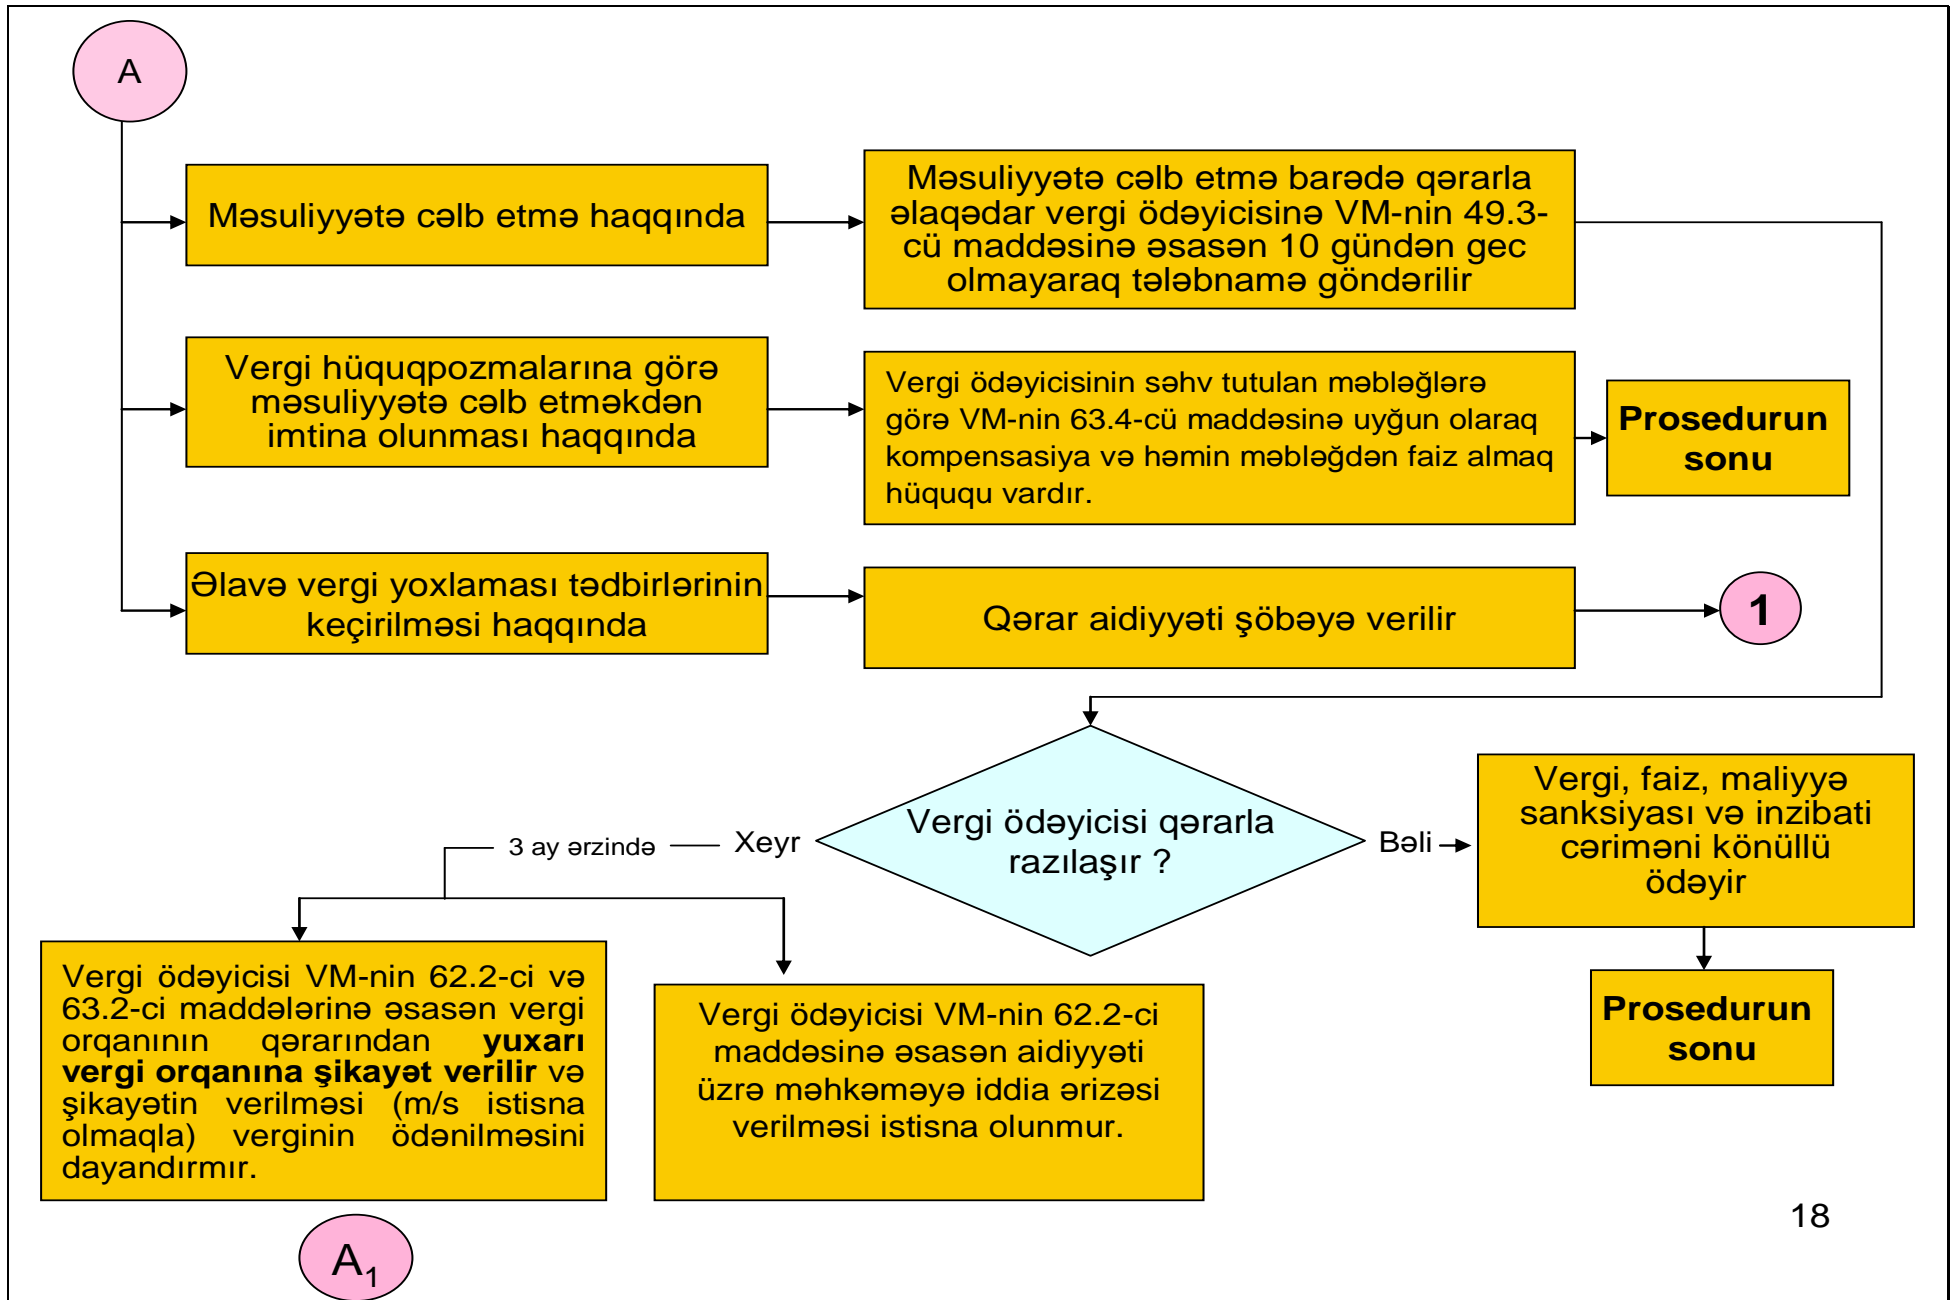 A
Məsuliyyətə cəlb etmə haqqında
Məsuliyyətə cəlb etmə barədə qərarla
əlaqədar vergi ödəyicisinə VM-nin 49.3-
cü maddəsinə əsasən 10 gündən gec
olmayaraq tələbnamə göndərilir
Vergi hüquqpozmalarına görə
məsuliyyətə cəlb etməkdən
imtina olunması haqqında
Vergi ödəyicisinin səhv tutulan məbləğlərə
görə VM-nin 63.4-cü maddəsinə uyğun olaraq
kompensasiya və həmin məbləğdən faiz almaq
hüququ vardır.
Prosedurun
sonu
Əlavə vergi yoxlaması tədbirlərinin
keçirilməsi haqqında
Qərar aidiyyəti şöbəyə verilir
1
Vergi ödəyicisi qərarla
razılaşır ?
3 ay ərzində
Xeyr
Bəli
Vergi, faiz, maliyyə
sanksiyası və inzibati
cəriməni könüllü
ödəyir
Prosedurun
sonu
Vergi ödəyicisi VM-nin 62.2-ci və
63.2-ci maddələrinə əsasən vergi
orqanının qərarından yuxarı
vergi orqanına şikayət verilir və
şikayətin verilməsi (m/s istisna
olmaqla) verginin ödənilməsini
dayandırmır.
Vergi ödəyicisi VM-nin 62.2-ci
maddəsinə əsasən aidiyyəti
üzrə məhkəməyə iddia ərizəsi
verilməsi istisna olunmur.
A1
18